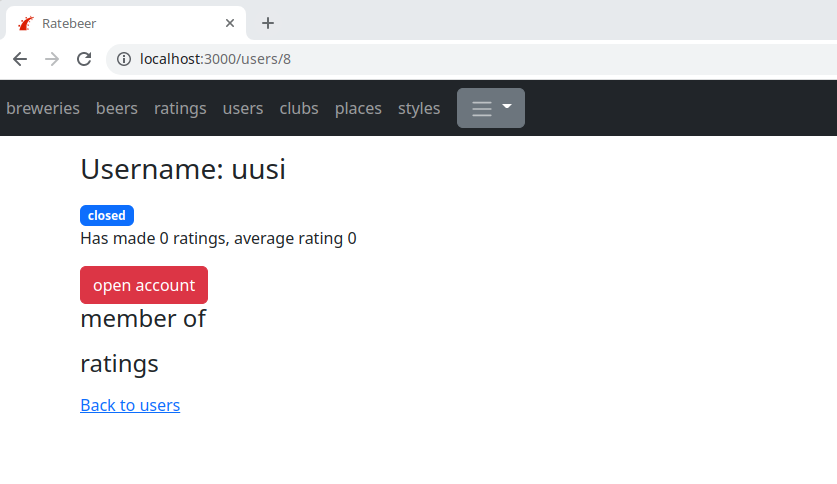 Ratebeer
localhost:3000/users/8
breweries beers ratings users clubs places styles
Username: uusi
closed
Has made 0 ratings, average rating 0
open account
member of
ratings
Back to users